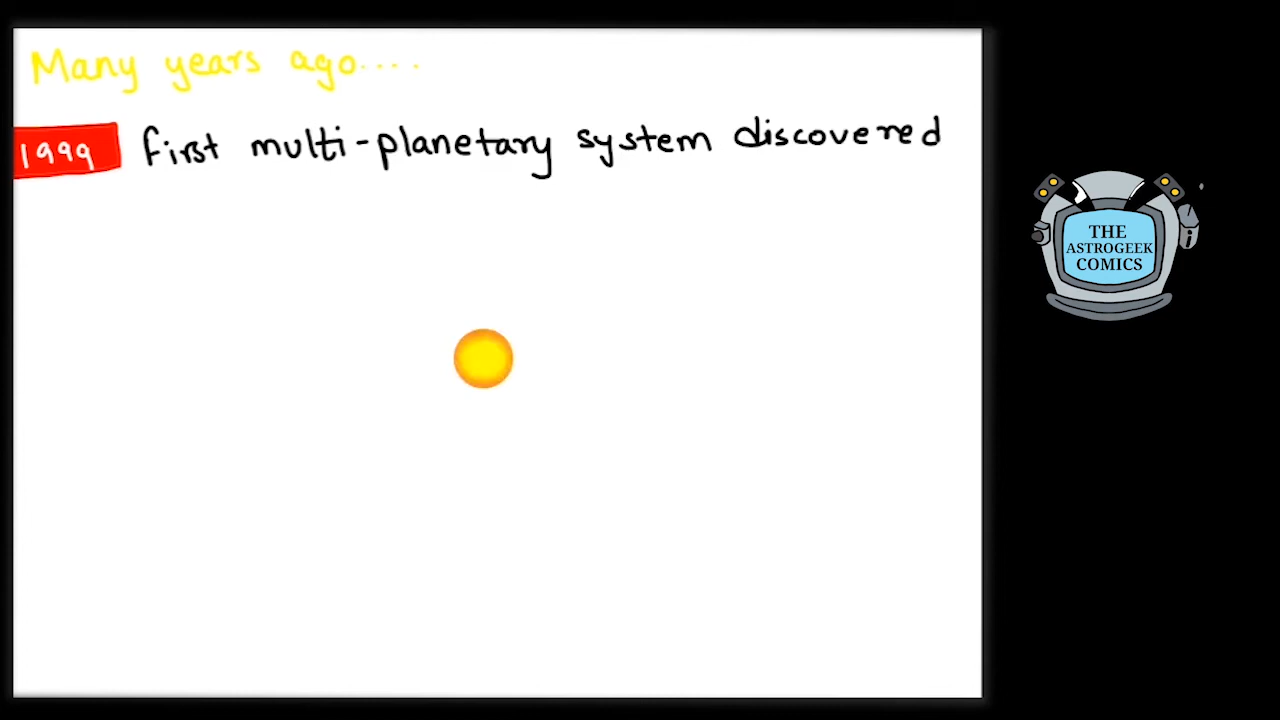 Many years ago....
1999 first multi-planetary system discovered
THE
ASTROGEEK
COMICS